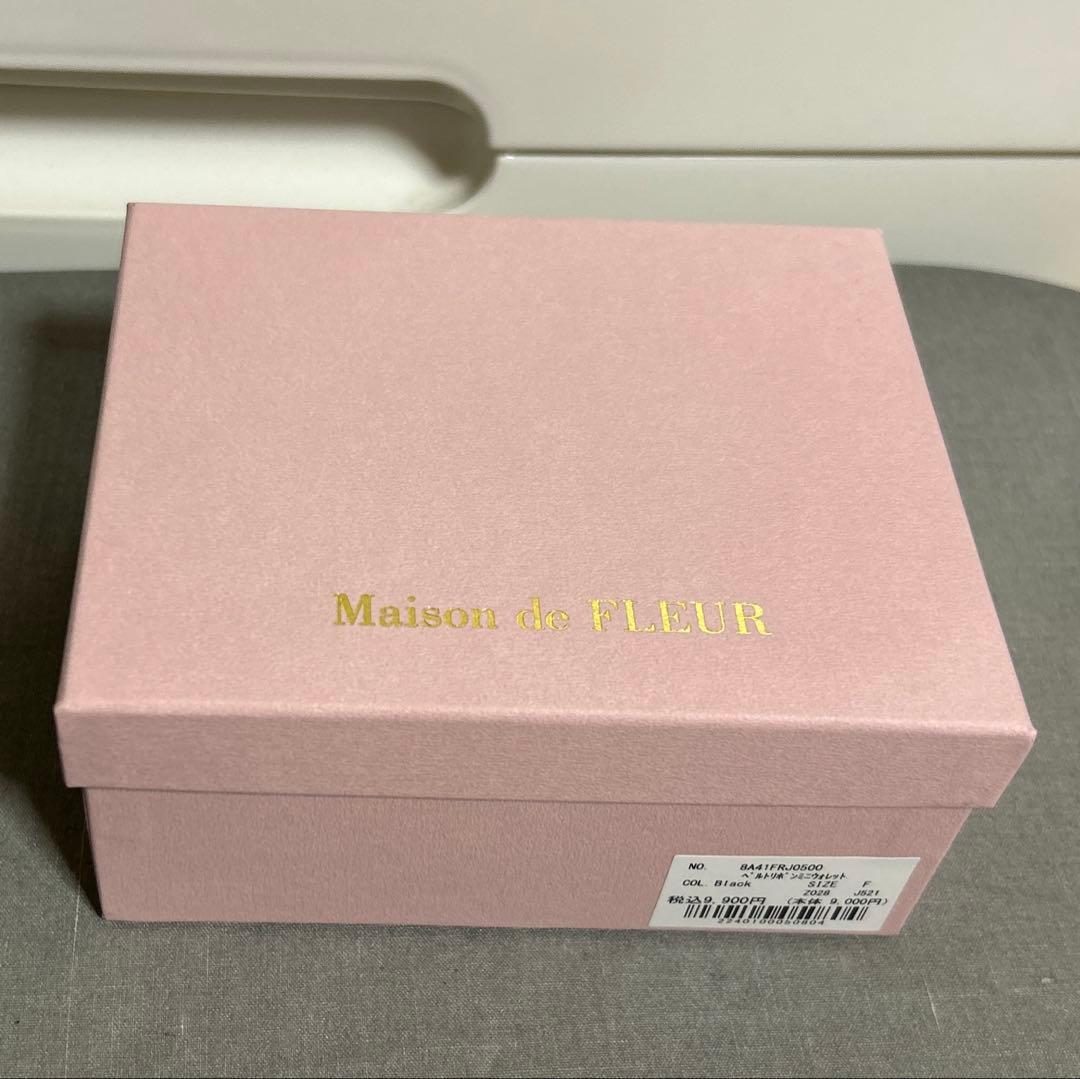 Maison de FLEUR
NO. 8A41FRJ0500
ﾍﾞﾙﾄﾘﾎﾞﾝﾐﾆｳｫﾚｯﾄ
COL. Black SIZE F
Z028 J521
税込9,900円 (本体 9,000円)
2240100050804